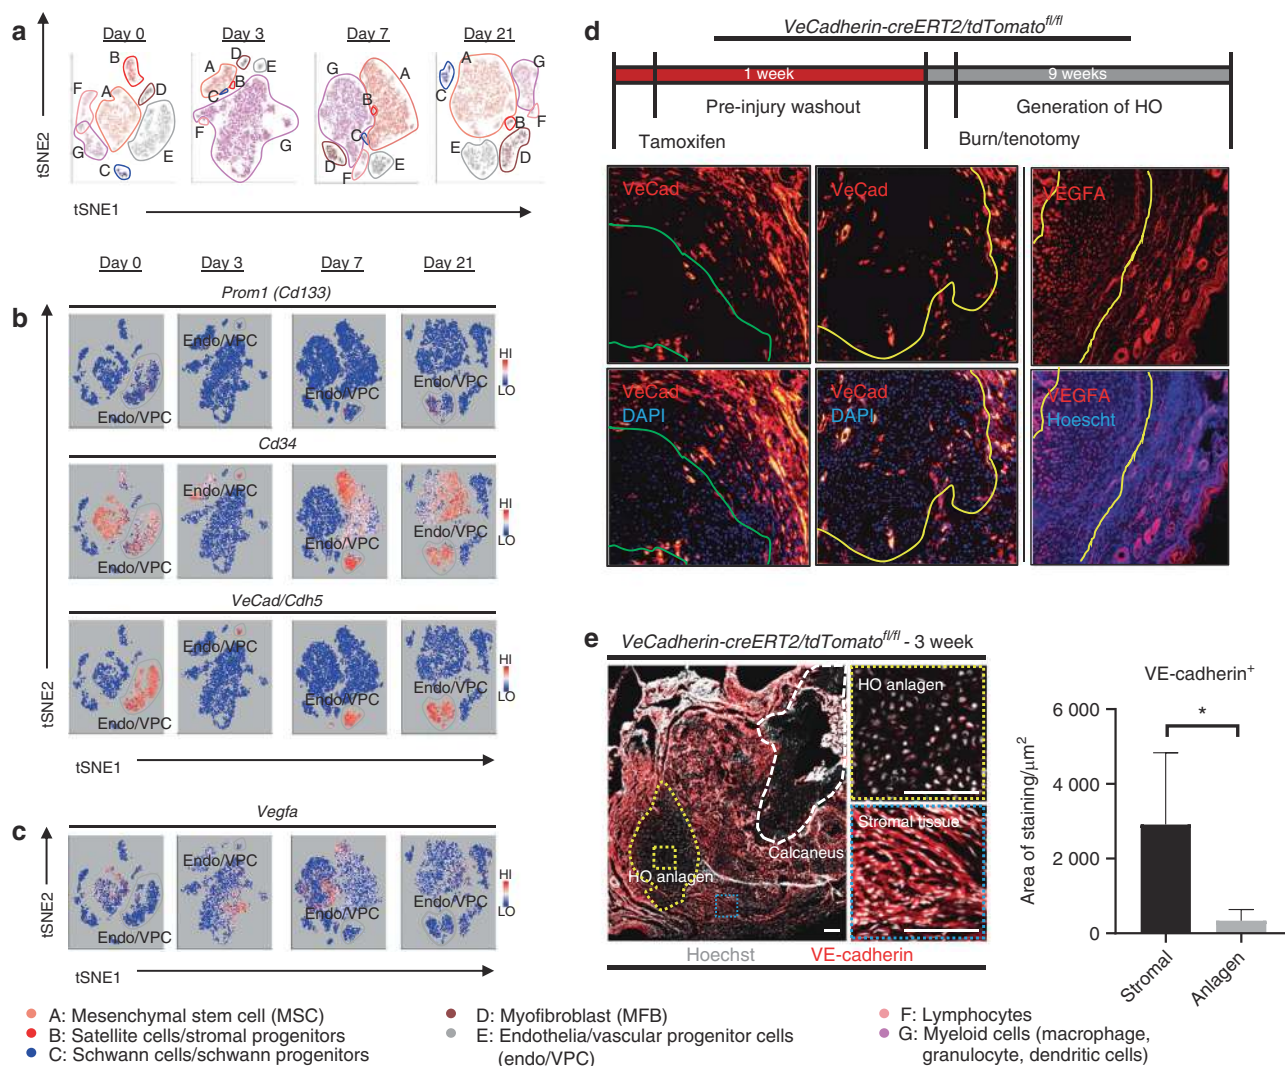 a
Day 0
Day 3
Day 7
Day 21
B
A
D
F
G
E
C
A
D
E
B
C
F
G
G
A
B
C
D
F
E
A
G
C
B
F
E
D
tSNE2
tSNE1
Day 0
Day 3
Day 7
Day 21
b
Prom1 (Cd133)
Endo/VPC
Endo/VPC
Endo/VPC
Endo/VPC
HI
LO
Cd34
Endo/VPC
Endo/VPC
Endo/VPC
Endo/VPC
HI
LO
VeCad/Cdh5
Endo/VPC
Endo/VPC
Endo/VPC
Endo/VPC
HI
LO
tSNE2
tSNE1
c
Vegfa
Endo/VPC
Endo/VPC
Endo/VPC
Endo/VPC
HI
LO
tSNE2
tSNE1
d
VeCadherin-creERT2/tdTomato^fl/fl
1 week
9 weeks
Pre-injury washout
Generation of HO
Tamoxifen
Burn/tenotomy
VeCad
VeCad
VEGFA
VeCad
DAPI
VeCad
DAPI
VEGFA
Hoescht
e
VeCadherin-creERT2/tdTomato^fl/fl - 3 week
HO anlagen
Calcaneus
HO anlagen
Stromal tissue
Hoechst
VE-cadherin
VE-cadherin+
*
6 000
4 000
2 000
0
Area of staining/μm²
Stromal
Anlagen
A: Mesenchymal stem cell (MSC)
B: Satellite cells/stromal progenitors
C: Schwann cells/schwann progenitors
D: Myofibroblast (MFB)
E: Endothelia/vascular progenitor cells
(endo/VPC)
F: Lymphocytes
G: Myeloid cells (macrophage,
granulocyte, dendritic cells)